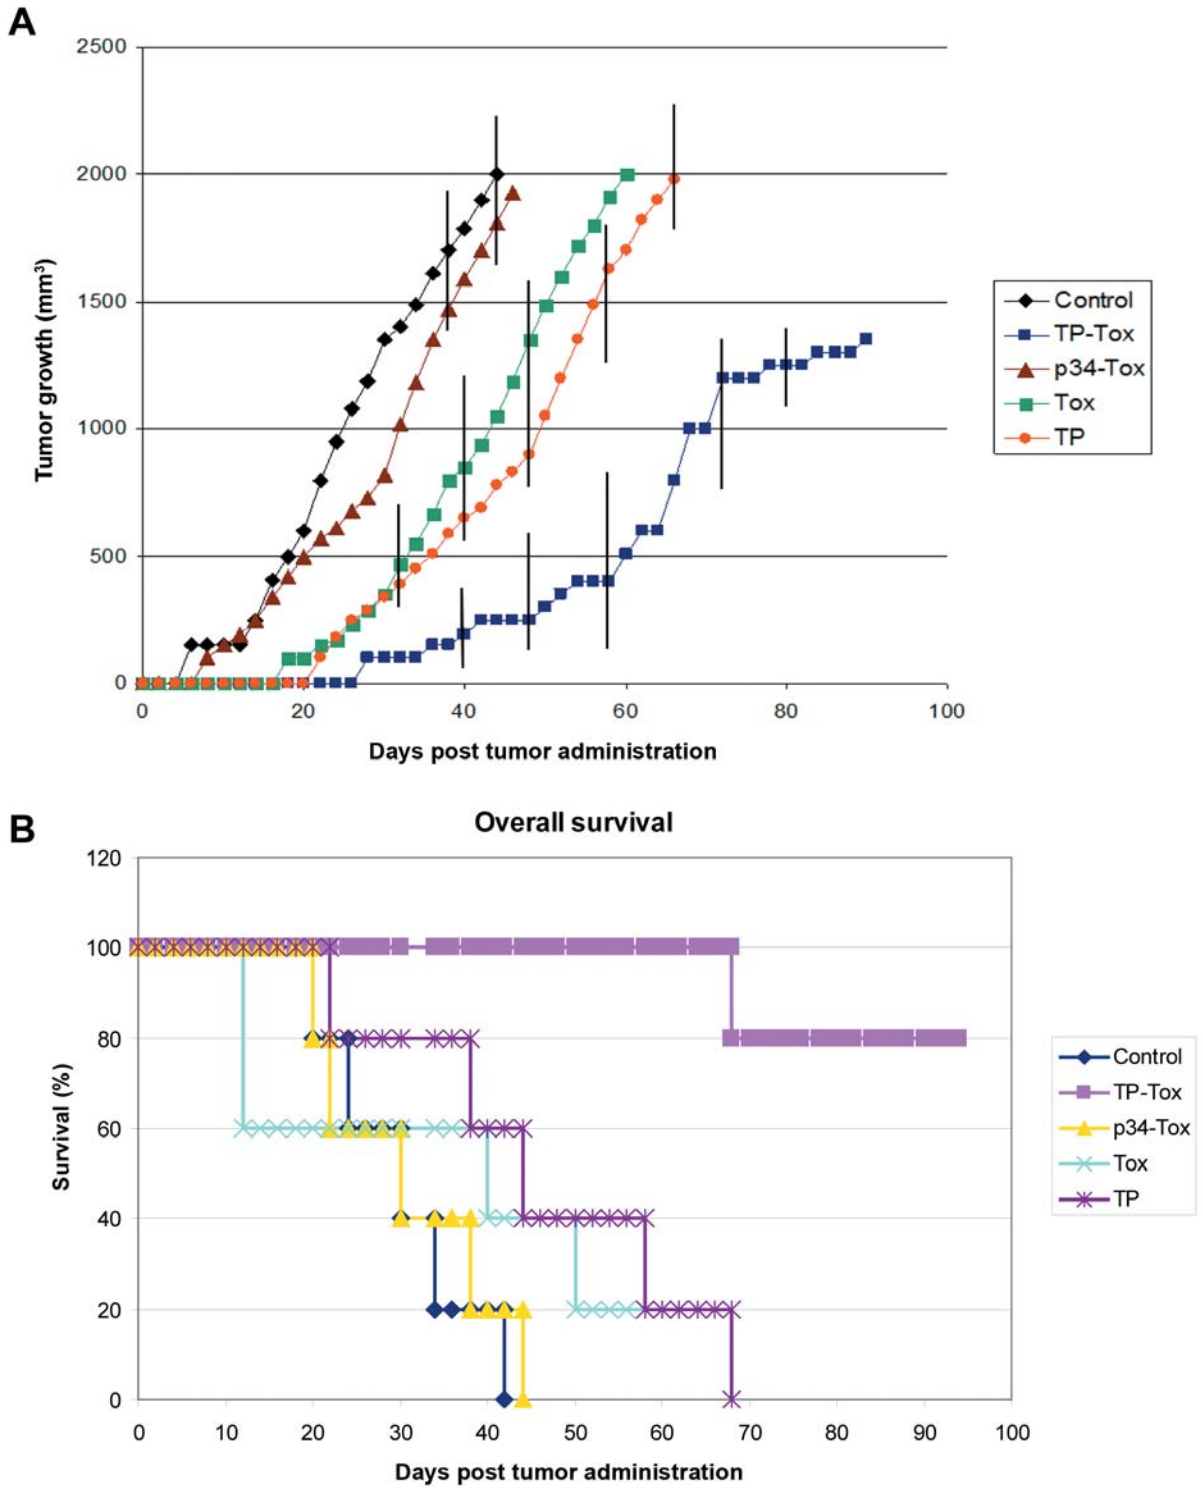 A
2500
2000
1500
1000
500
0
0 20 40 60 80 100
Tumor growth (mm³)
Days post tumor administration
Control
TP-Tox
p34-Tox
Tox
TP
B
Overall survival
120
100
80
60
40
20
0
0 10 20 30 40 50 60 70 80 90 100
Survival (%)
Days post tumor administration
Control
TP-Tox
p34-Tox
Tox
TP